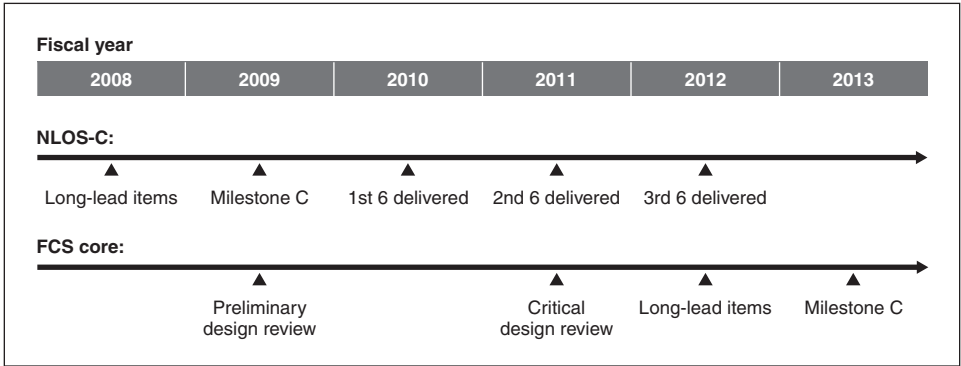 Fiscal year
2008 2009 2010 2011 2012 2013
NLOS-C:
Long-lead items Milestone C 1st 6 delivered 2nd 6 delivered 3rd 6 delivered
FCS core:
Preliminary Critical Long-lead items Milestone C
design review design review